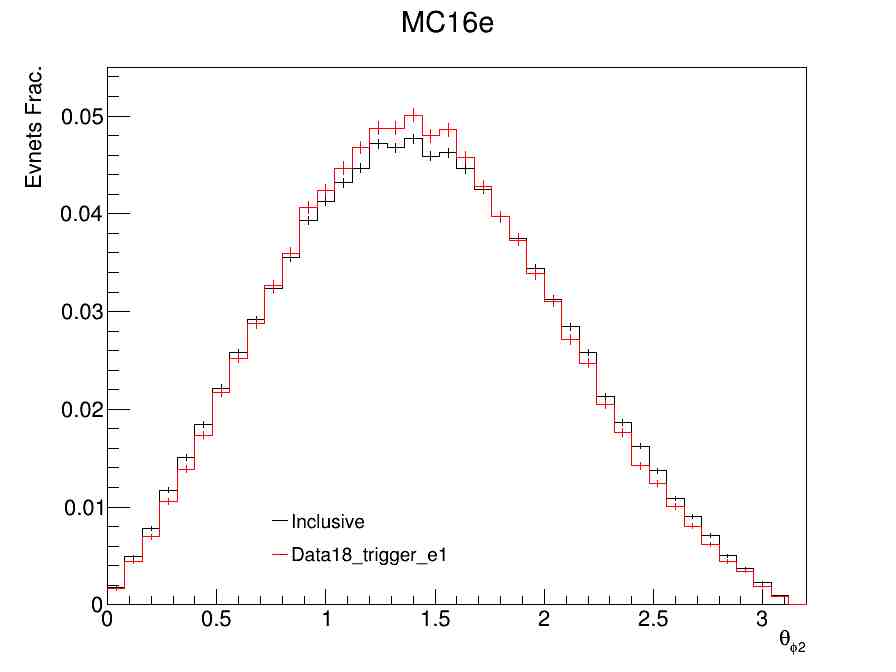 MC16e
Evnets Frac.
0.05
0.04
0.03
0.02
0.01
0
Inclusive
Data18_trigger_e1
0 0.5 1 1.5 2 2.5 3
θϕ2